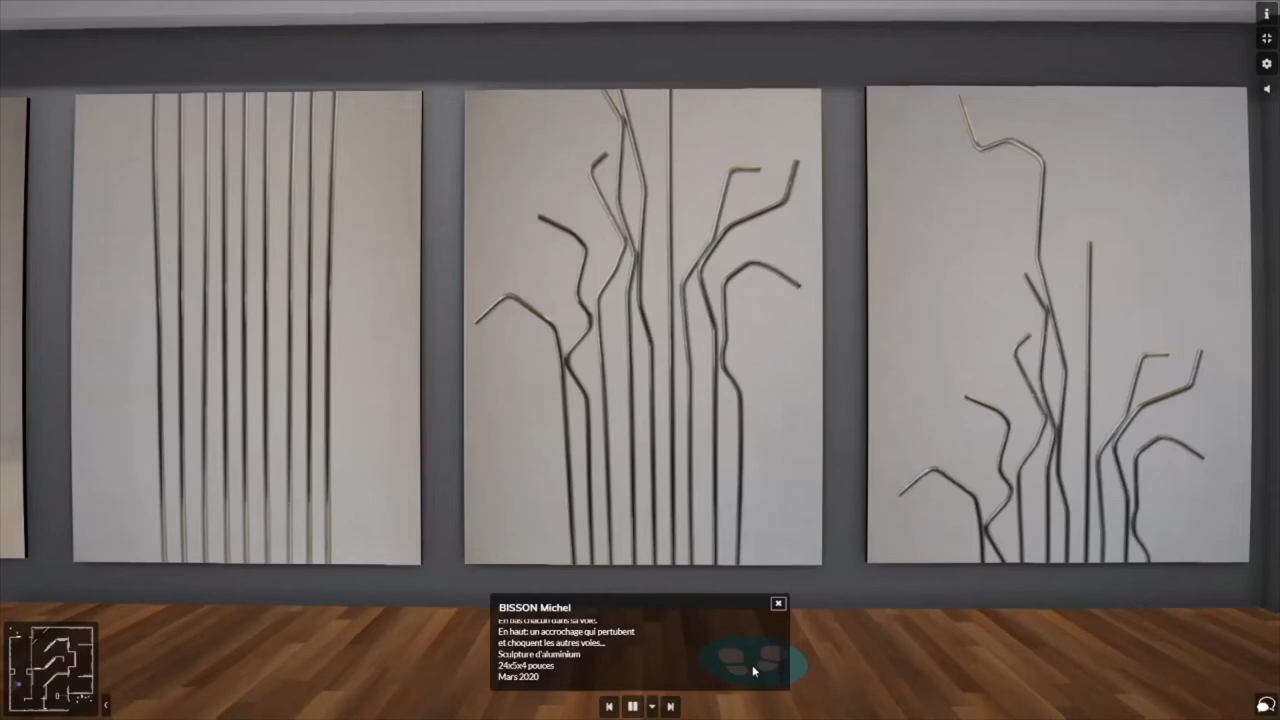 BISSON Michel
En bas chacun dans sa voie.
En haut: un accrochage qui pertubent
et choquent les autres voies...
Sculpture d'aluminium
24x5x4 pouces
Mars 2020